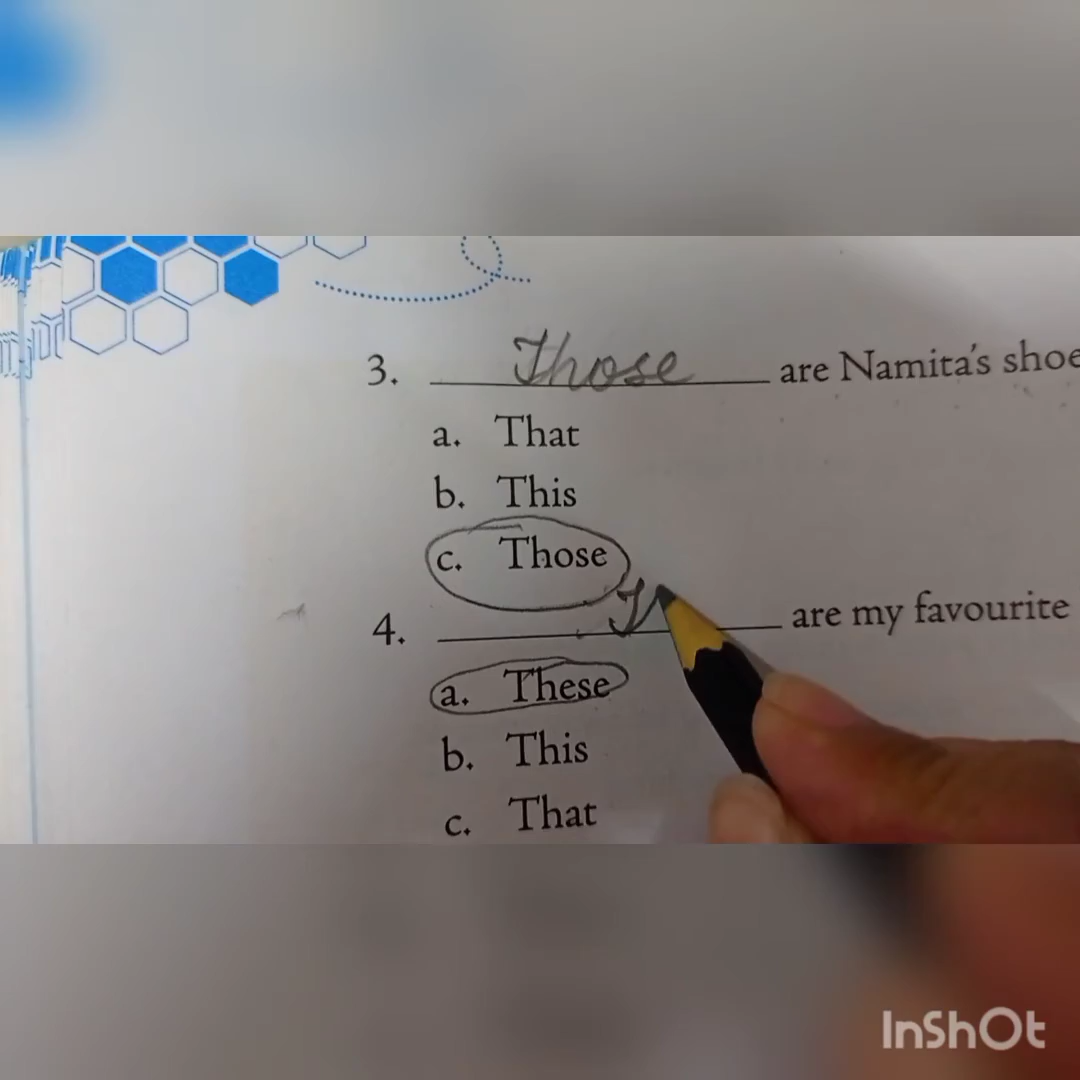 3. Those are Namita's shoe
a. That
b. This
c. Those
4. are my favourite
a. These
b. This
c. That
InShOt